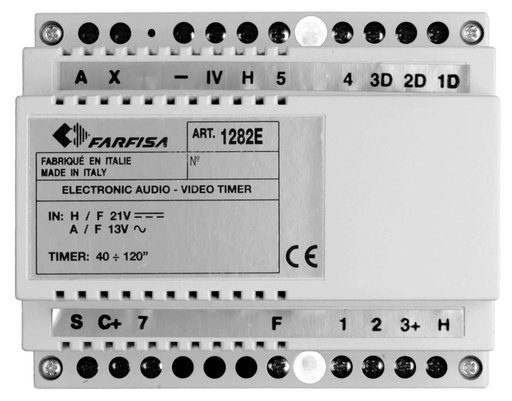 A X — IV H 5 4 3D 2D 1D
FARFISA
ART. 1282E
FABRIQUÉ EN ITALIE
MADE IN ITALY
Nº
ELECTRONIC AUDIO - VIDEO TIMER
IN: H / F 21V ⎓
A / F 13V ∿
TIMER: 40 ÷ 120"
CE
S C+ 7 F 1 2 3+ H